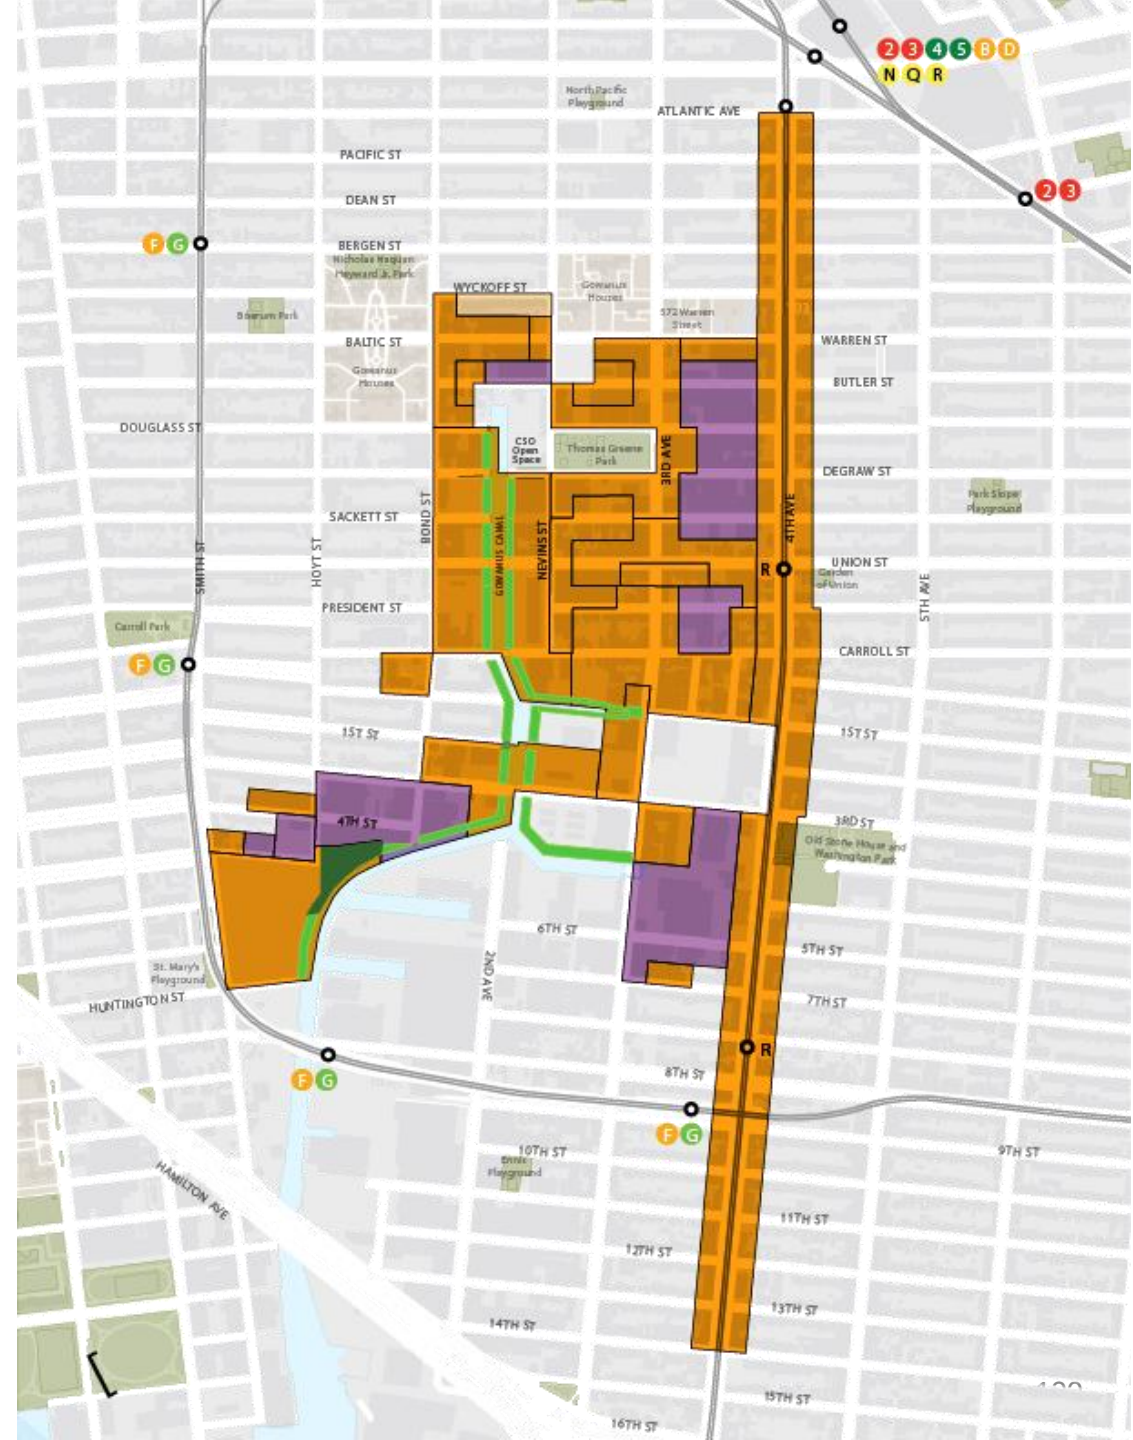 2 3 4 5 B D
N Q R
North Pacific
Playground
ATLANTIC AVE
PACIFIC ST
2 3
DEAN ST
F G
BERGEN ST
Nicholas Naquan
Heyward Jr. Park
WYCKOFF ST
Gowanus
Houses
Boerum Park
572 Warren
Street
BALTIC ST
WARREN ST
Gowanus
Houses
BUTLER ST
DOUGLASS ST
CSO
Open
Space
Thomas Greene
Park
3RD AVE
DEGRAW ST
Park Slope
Playground
BOND ST
SACKETT ST
4TH AVE
GOWANUS CANAL
NEVINS ST
SMITH ST
HOYT ST
R
UNION ST
Garden
of Union
5TH AVE
PRESIDENT ST
Carroll Park
F G
CARROLL ST
1ST ST
1ST ST
4TH ST
3RD ST
Old Stone House and
Washington Park
6TH ST
5TH ST
2ND AVE
St. Mary's
Playground
HUNTINGTON ST
7TH ST
R
8TH ST
F G
F G
10TH ST
9TH ST
Ennis
Playground
HAMILTON AVE
11TH ST
12TH ST
13TH ST
14TH ST
15TH ST
16TH ST